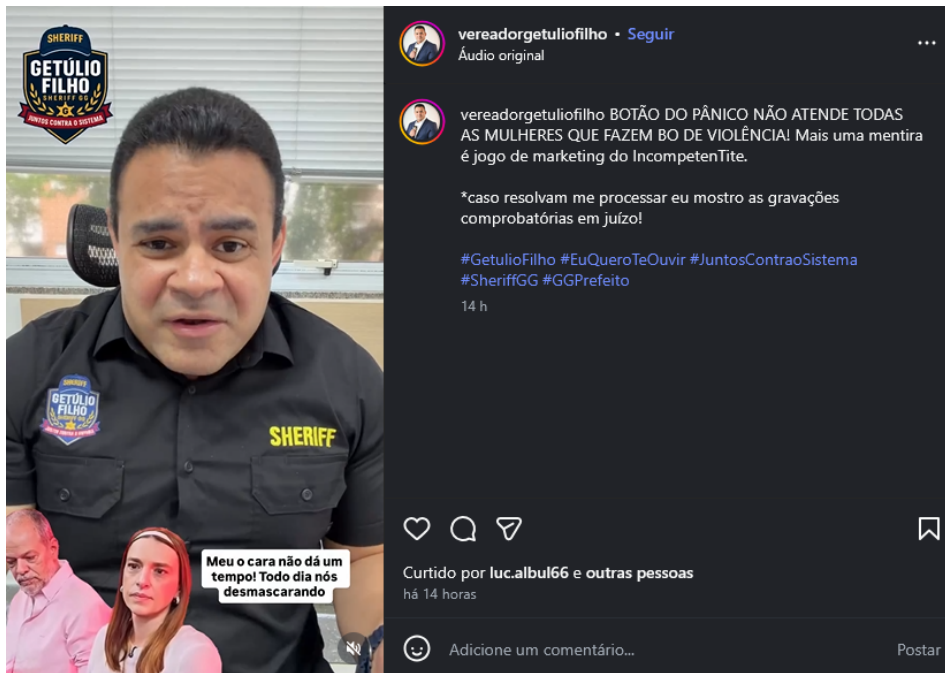 SHERIFF
GETÚLIO
FILHO
SHERIFF GG
JUNTOS CONTRA O SISTEMA
SHERIFF
GETÚLIO
FILHO
SHERIFF GG
SHERIFF
Meu o cara não dá um
tempo! Todo dia nós
desmascarando
vereadorgetuliofilho • Seguir
Áudio original
vereadorgetuliofilho BOTÃO DO PÂNICO NÃO ATENDE TODAS
AS MULHERES QUE FAZEM BO DE VIOLÊNCIA! Mais uma mentira
é jogo de marketing do IncompetenTite.
*caso resolvam me processar eu mostro as gravações
comprobatórias em juízo!
#GetulioFilho #EuQueroTeOuvir #JuntosContraoSistema
#SheriffGG #GGPrefeito
14 h
Curtido por luc.albul66 e outras pessoas
há 14 horas
Adicione um comentário...
Postar